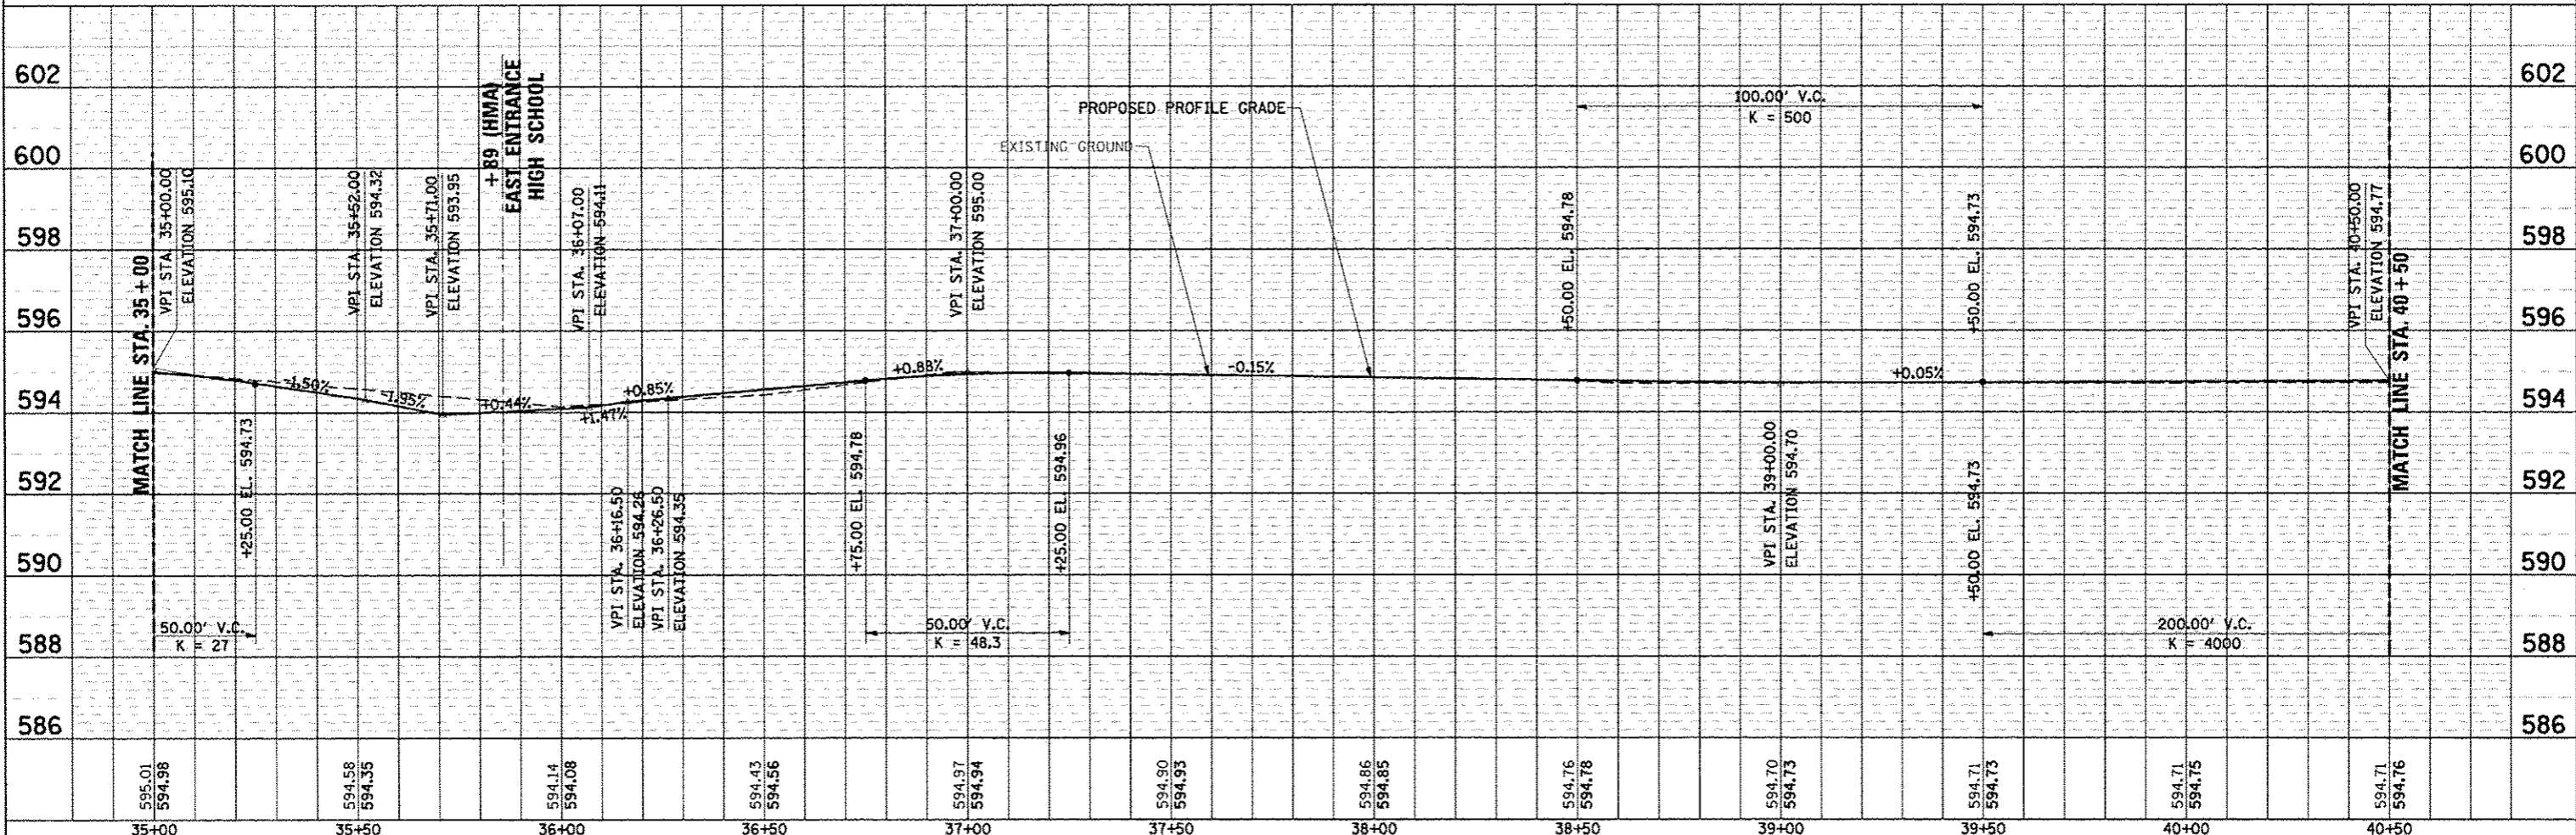 602
600
598
596
594
592
590
588
586
602
600
598
596
594
592
590
588
586
MATCH LINE STA. 35 + 00
VPI STA. 35+00.00
ELEVATION 595.10
+25.00 EL. 594.73
50.00' V.C.
K = 27
-1.50%
VPI STA. 35+52.00
ELEVATION 594.32
-1.95%
VPI STA. 35+71.00
ELEVATION 593.95
+89 (HMA)
EAST ENTRANCE
HIGH SCHOOL
+0.44%
VPI STA. 36+07.00
ELEVATION 594.11
+1.47%
VPI STA. 36+16.50
ELEVATION 594.26
+0.85%
VPI STA. 36+26.50
ELEVATION 594.35
+0.88%
+75.00 EL. 594.78
VPI STA. 37+00.00
ELEVATION 595.00
+25.00 EL. 594.96
50.00' V.C.
K = 48.3
EXISTING GROUND
PROPOSED PROFILE GRADE
-0.15%
100.00' V.C.
K = 500
+50.00 EL. 594.78
VPI STA. 39+00.00
ELEVATION 594.70
+50.00 EL. 594.73
+0.05%
+50.00 EL. 594.73
200.00' V.C.
K = 4000
VPI STA. 40+50.00
ELEVATION 594.77
MATCH LINE STA. 40 + 50
595.01
594.98
594.58
594.35
594.14
594.08
594.43
594.56
594.97
594.94
594.90
594.93
594.86
594.85
594.76
594.78
594.70
594.73
594.71
594.73
594.71
594.75
594.71
594.76
35+00
35+50
36+00
36+50
37+00
37+50
38+00
38+50
39+00
39+50
40+00
40+50